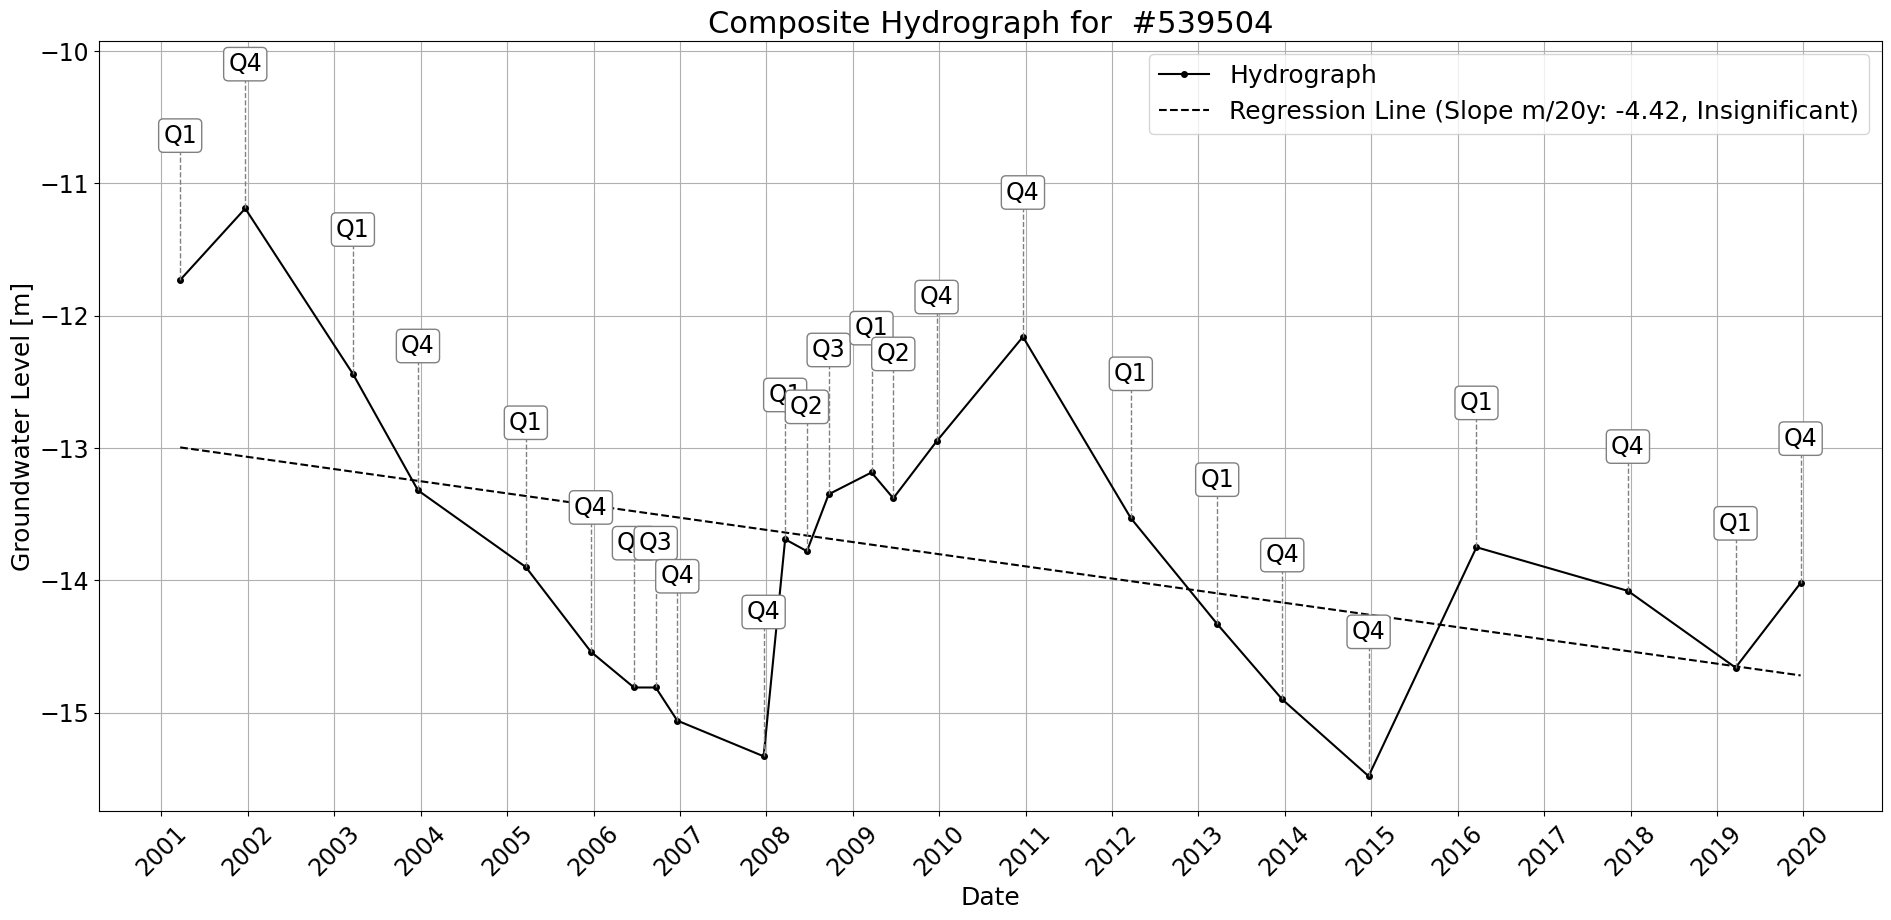 Composite Hydrograph for #539504
Hydrograph
Regression Line (Slope m/20y: -4.42, Insignificant)
Groundwater Level [m]
−10
−11
−12
−13
−14
−15
Q1
Q4
Q1
Q4
Q1
Q4
Q3
Q4
Q4
Q1
Q2
Q3
Q1
Q2
Q4
Q4
Q1
Q1
Q4
Q4
Q1
Q4
Q1
Q4
2001
2002
2003
2004
2005
2006
2007
2008
2009
2010
2011
2012
2013
2014
2015
2016
2017
2018
2019
2020
Date